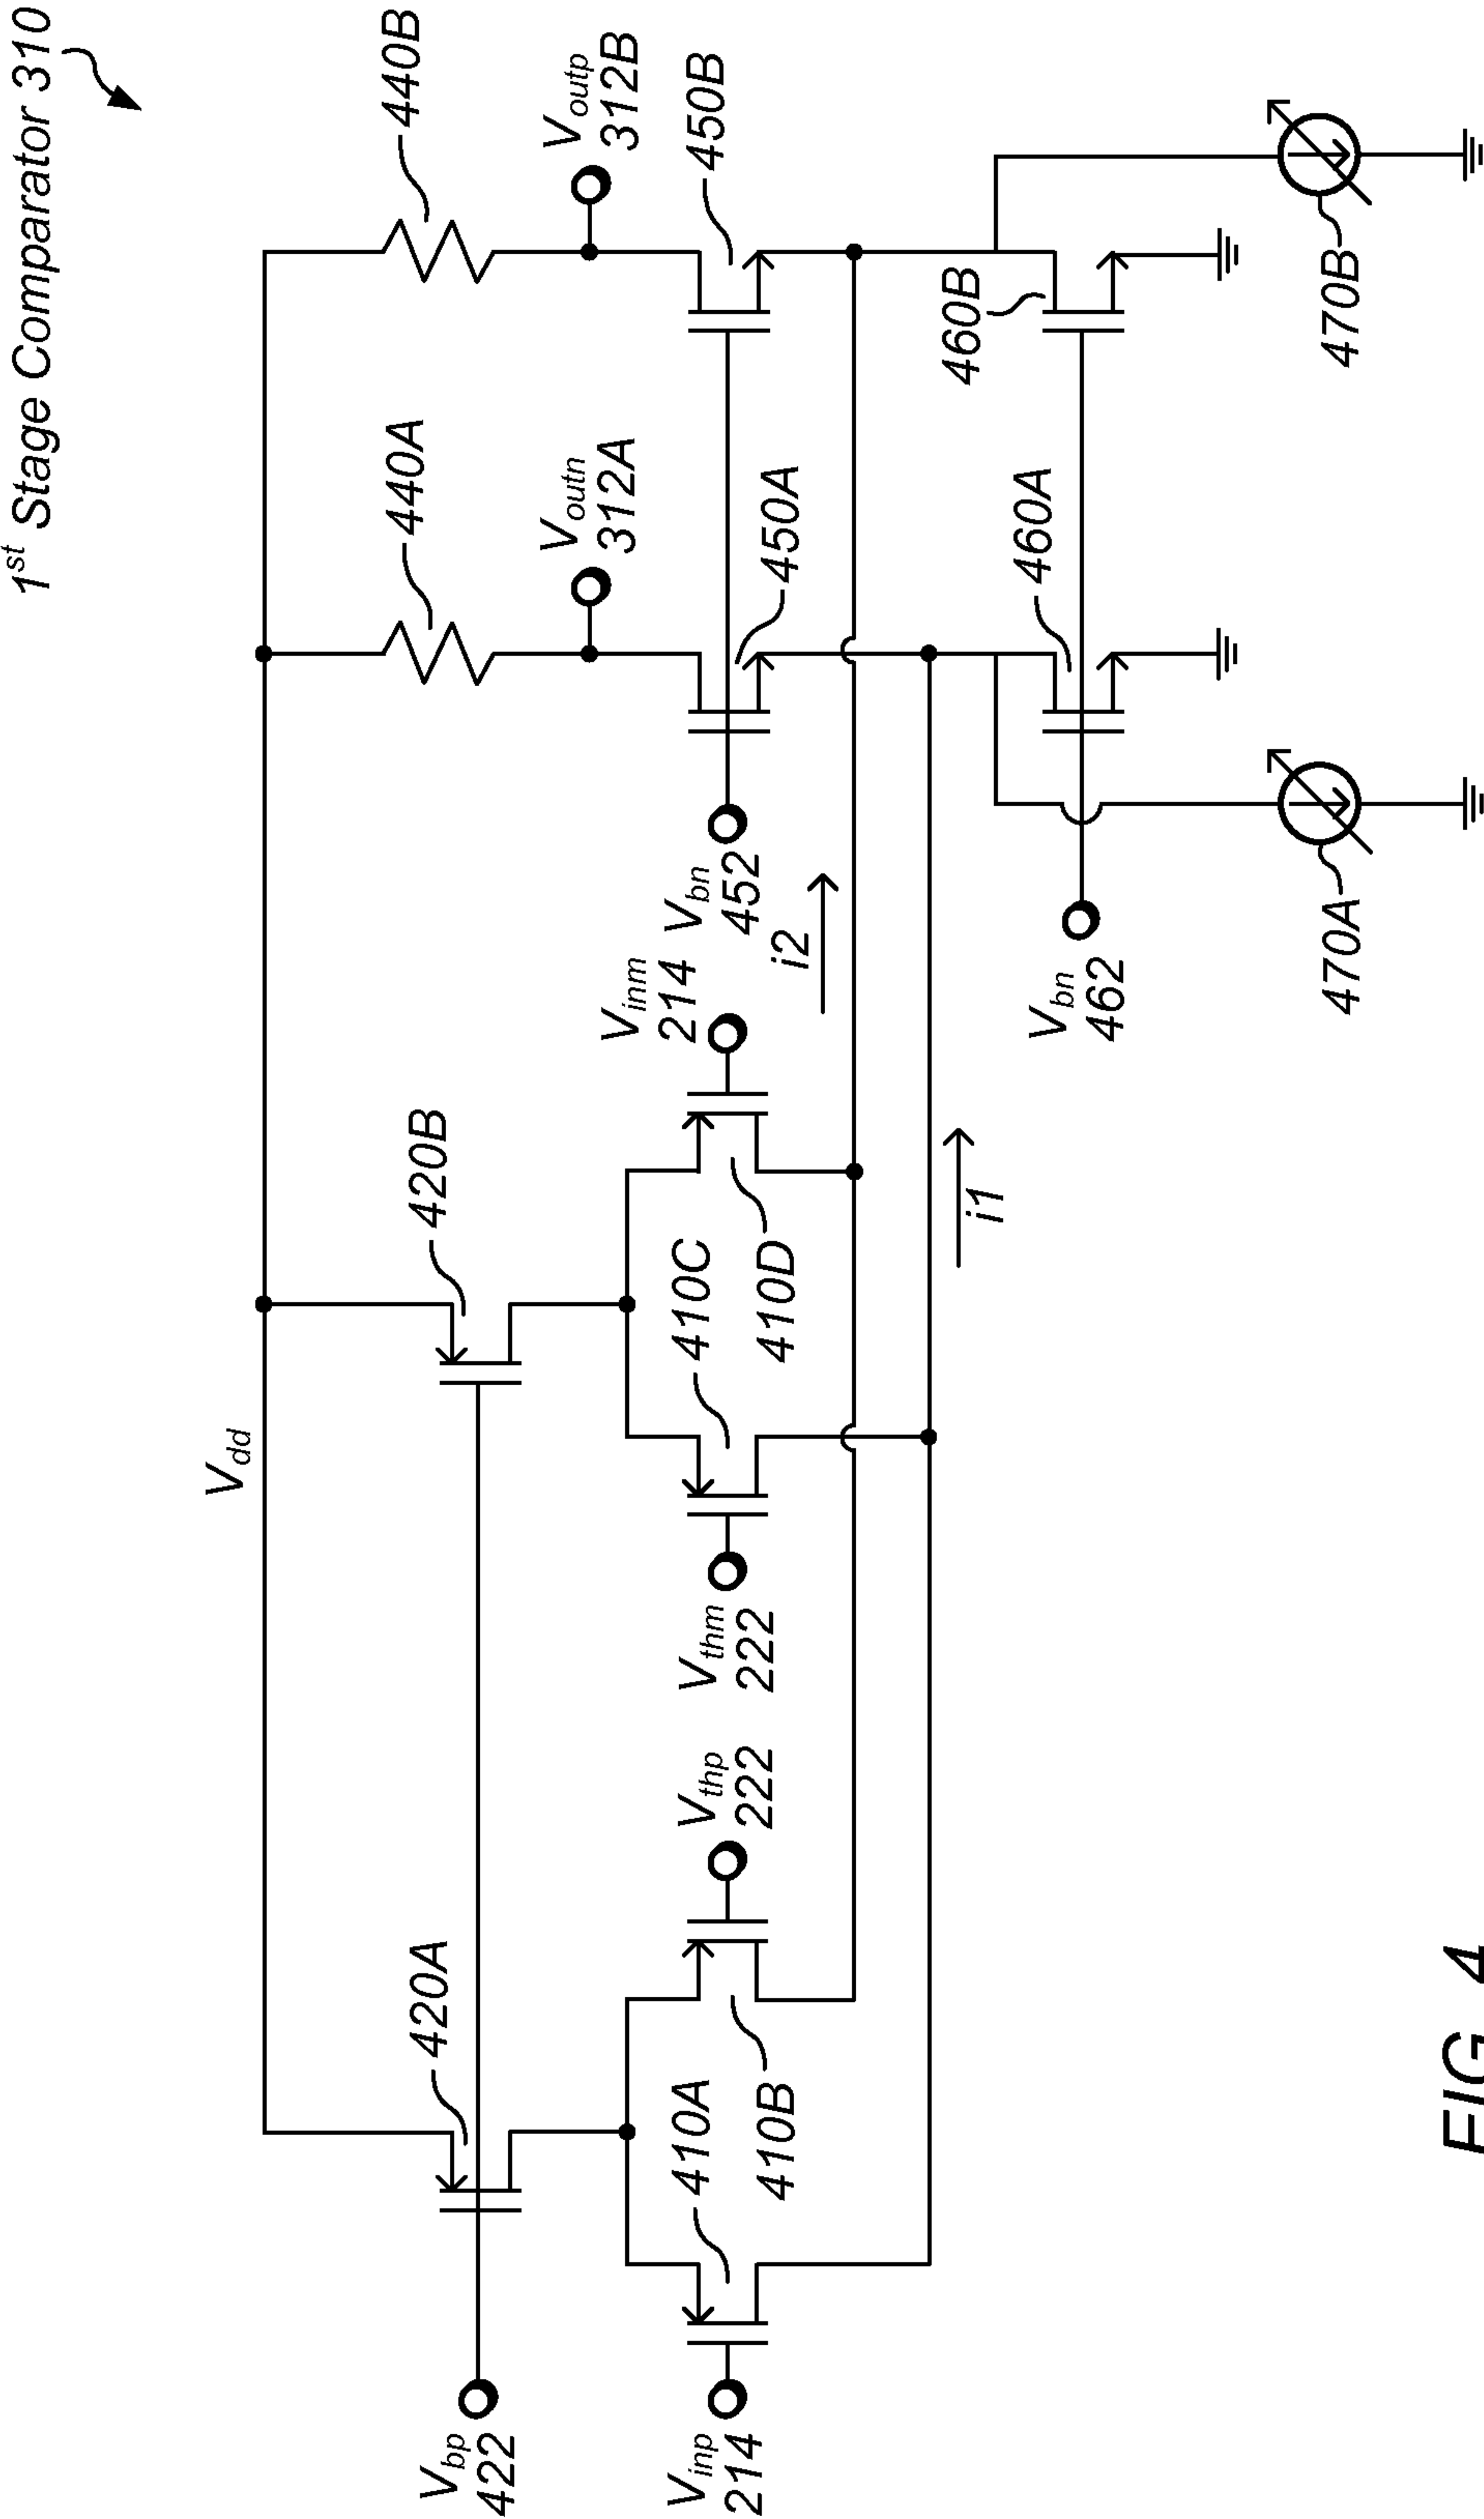 1st Stage Comparator 310
Vdd
420A
420B
440A
440B
Vbp
422
Voutn
312A
Voutp
312B
Vinp
214
410A
410B
Vthp
222
Vthm
222
410C
410D
Vinm
214
Vbn
452
450A
450B
i2
i1
460A
460B
Vbn
462
470A
470B
FIG. 4